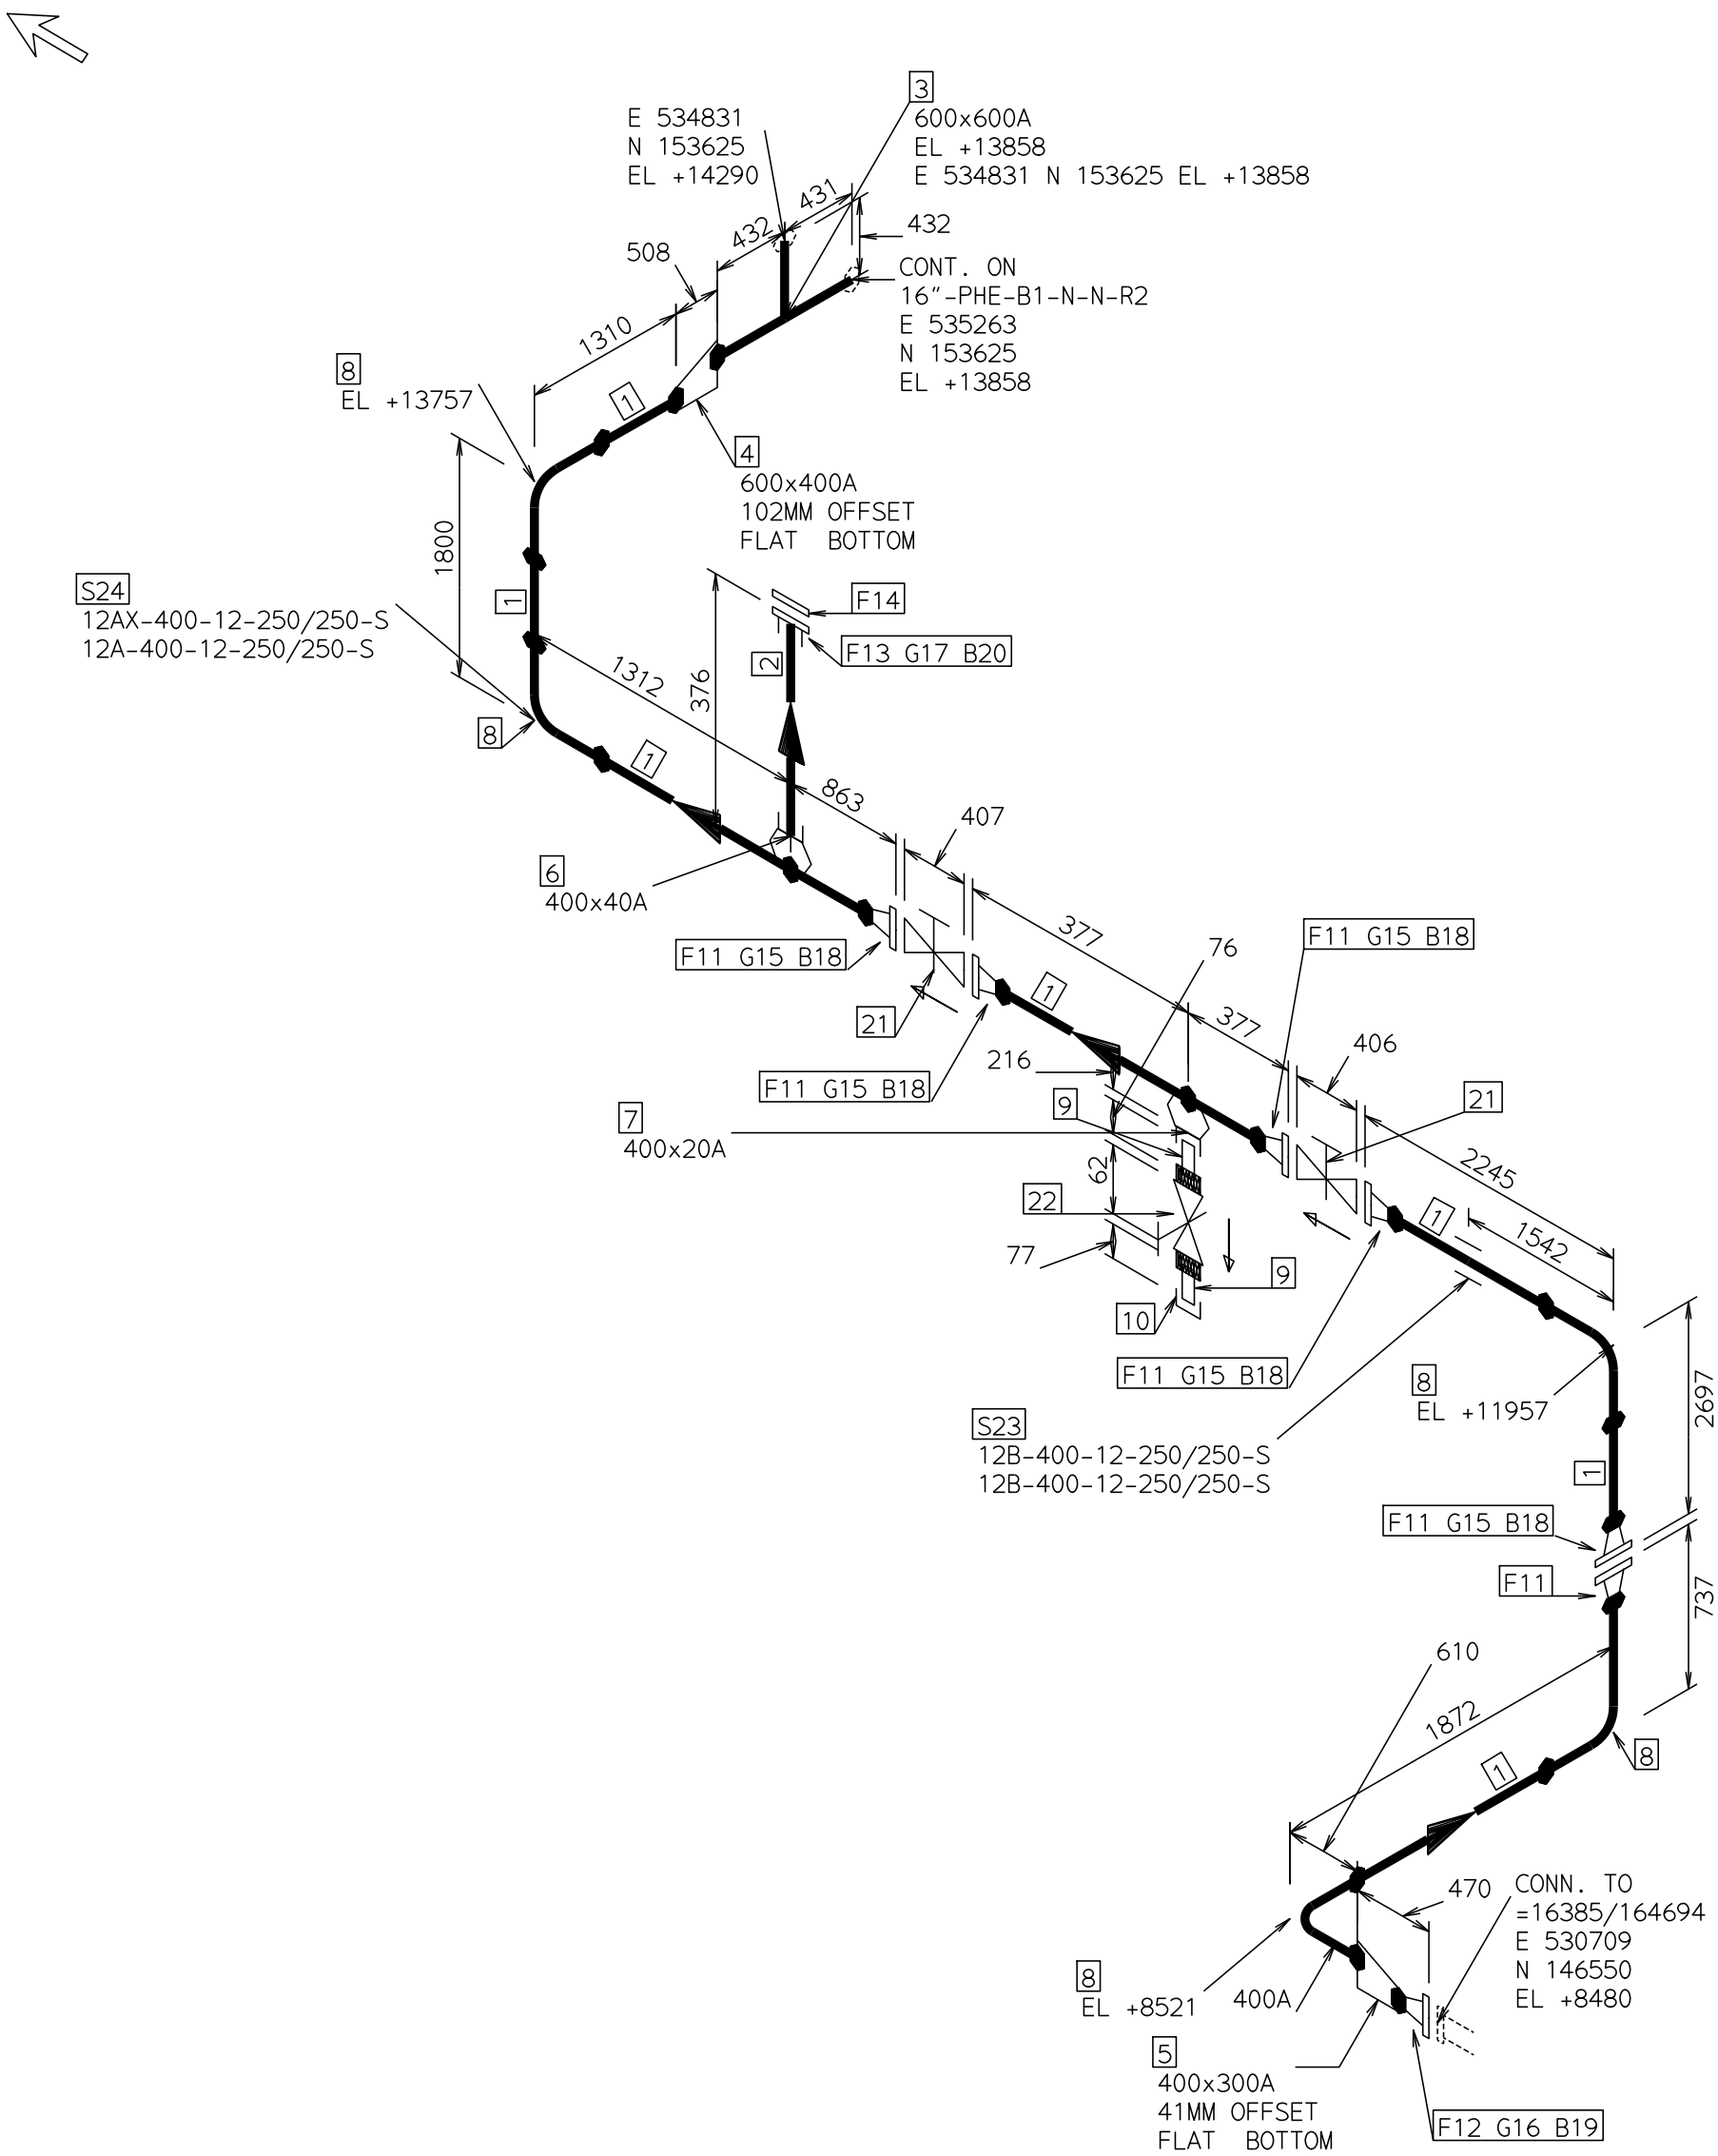 3
600x600A
EL +13858
E 534831 N 153625 EL +13858
E 534831
N 153625
EL +14290
431
432
432
508
CONT. ON
16"-PHE-B1-N-N-R2
E 535263
N 153625
EL +13858
1310
8
EL +13757
1
4
600x400A
102MM OFFSET
FLAT BOTTOM
1800
S24
12AX-400-12-250/250-S
12A-400-12-250/250-S
1
F14
F13 G17 B20
2
376
1312
8
1
863
407
6
400x40A
F11 G15 B18
377
76
F11 G15 B18
21
1
377
406
216
F11 G15 B18
9
21
7
400x20A
62
2245
22
1
1542
77
9
10
F11 G15 B18
8
EL +11957
2697
S23
12B-400-12-250/250-S
12B-400-12-250/250-S
1
F11 G15 B18
F11
737
610
1872
8
1
470
CONN. TO
=16385/164694
E 530709
N 146550
EL +8480
8
EL +8521
400A
5
400x300A
41MM OFFSET
FLAT BOTTOM
F12 G16 B19